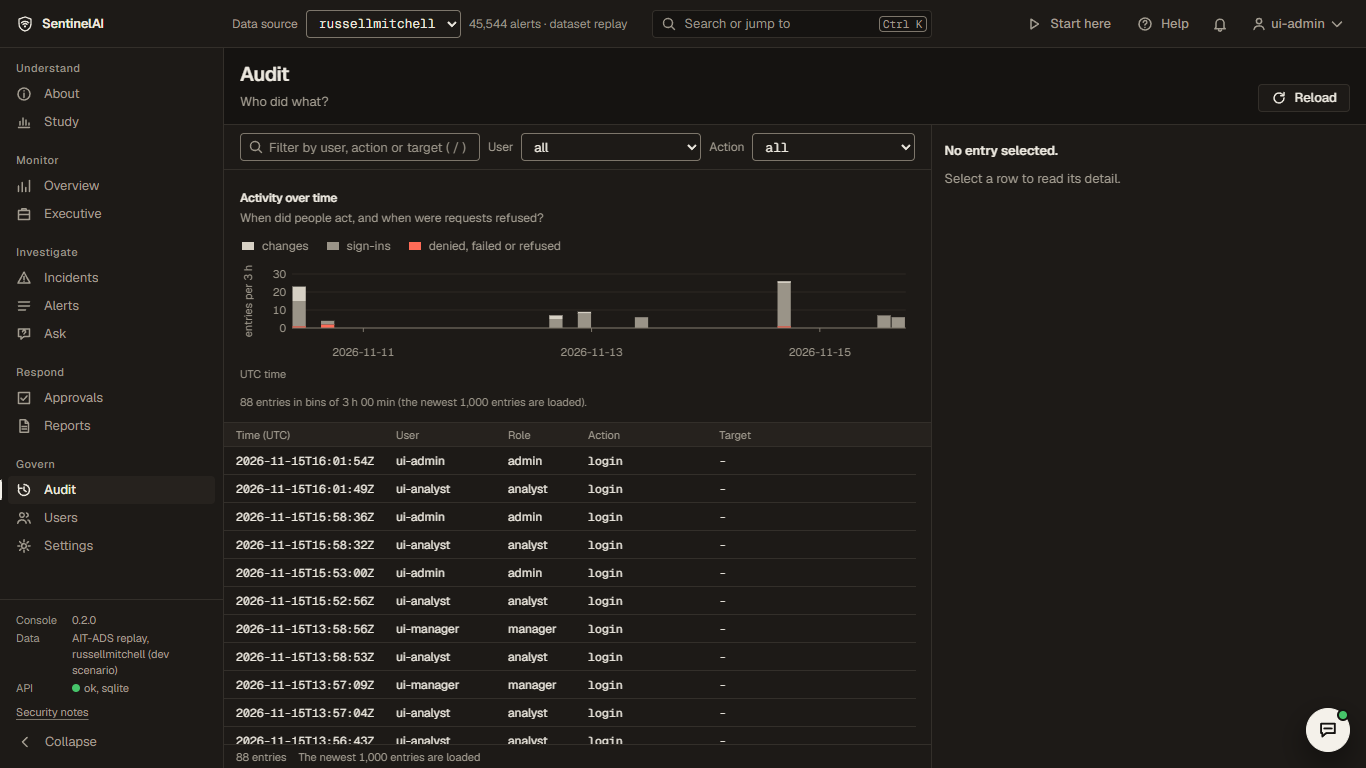 SentinelAI
Data source russellmitchell 45,544 alerts · dataset replay Search or jump to Ctrl K Start here Help ui-admin
Understand
About
Study
Monitor
Overview
Executive
Investigate
Incidents
Alerts
Ask
Respond
Approvals
Reports
Govern
Audit
Users
Settings
Console 0.2.0
Data AIT-ADS replay,
russellmitchell (dev
scenario)
API ok, sqlite
Security notes
Collapse
Audit
Who did what?
Reload
Filter by user, action or target ( / ) User all Action all
Activity over time
When did people act, and when were requests refused?
changes sign-ins denied, failed or refused
entries per 3 h
30
20
10
0
2026-11-11 2026-11-13 2026-11-15
UTC time
88 entries in bins of 3 h 00 min (the newest 1,000 entries are loaded).
Time (UTC) User Role Action Target
2026-11-15T16:01:54Z ui-admin admin login –
2026-11-15T16:01:49Z ui-analyst analyst login –
2026-11-15T15:58:36Z ui-admin admin login –
2026-11-15T15:58:32Z ui-analyst analyst login –
2026-11-15T15:53:00Z ui-admin admin login –
2026-11-15T15:52:56Z ui-analyst analyst login –
2026-11-15T13:58:56Z ui-manager manager login –
2026-11-15T13:58:53Z ui-analyst analyst login –
2026-11-15T13:57:09Z ui-manager manager login –
2026-11-15T13:57:04Z ui-analyst analyst login –
2026-11-15T13:56:43Z ui-analyst analyst login –
88 entries The newest 1,000 entries are loaded
No entry selected.
Select a row to read its detail.